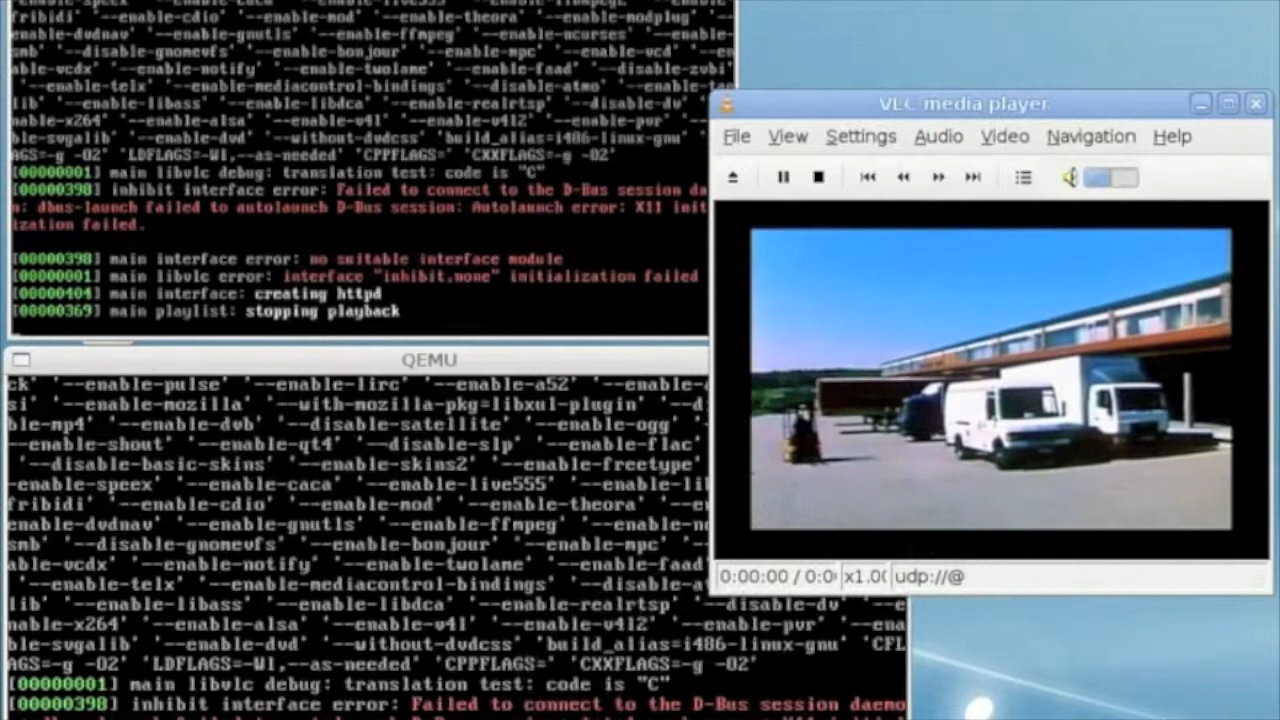 fribidi' '--enable-cdio' '--enable-mod' '--enable-theora' '--enable-modplug' '-
enable-dvdnav' '--enable-gnutls' '--enable-ffmpeg' '--enable-ncurses' '--enable-
smb' '--disable-gnomevfs' '--enable-bonjour' '--enable-mpc' '--enable-vcd' '--en
able-vcdx' '--enable-notify' '--enable-twolame' '--enable-faad' '--disable-zvbi'
'--enable-telx' '--enable-mediacontrol-bindings' '--disable-atmo'
lib' '--enable-libass' '--enable-libdca' '--enable-realrtsp' '--disable-dv' '--e
nable-x264' '--enable-alsa' '--enable-v4l' '--enable-v4l2' '--enable-pvr' '--ena
ble-svgalib' '--enable-dvd' '--without-dvdcss' 'build_alias=i486-linux-gnu'
AGS=-g -O2' 'LDFLAGS=-Wl,--as-needed' 'CPPFLAGS=' 'CXXFLAGS=-g -O2'
[00000001] main libvlc debug: translation test: code is "C"
[00000398] inhibit interface error: Failed to connect to the D-Bus session da
n: dbus-launch failed to autolaunch D-Bus session: Autolaunch error: X11 init
ization failed.
[00000398] main interface error: no suitable interface module
[00000001] main libvlc error: interface "inhibit,none" initialization failed
[00000404] main interface: creating httpd
[00000369] main playlist: stopping playback
QEMU
ck' '--enable-pulse' '--enable-lirc' '--enable-a52' '--enable-a
si' '--enable-mozilla' '--with-mozilla-pkg=libxul-plugin' '--d
ble-mp4' '--enable-dvb' '--disable-satellite' '--enable-ogg'
--enable-shout' '--enable-qt4' '--disable-slp' '--enable-flac'
'--disable-basic-skins' '--enable-skins2' '--enable-freetype'
-enable-speex' '--enable-caca' '--enable-live555' '--enable-lib
fribidi' '--enable-cdio' '--enable-mod' '--enable-theora' '--en
enable-dvdnav' '--enable-gnutls' '--enable-ffmpeg' '--enable-n
smb' '--disable-gnomevfs' '--enable-bonjour' '--enable-mpc' '--
able-vcdx' '--enable-notify' '--enable-twolame' '--enable-faad'
'--enable-telx' '--enable-mediacontrol-bindings' '--disable-a
lib' '--enable-libass' '--enable-libdca' '--enable-realrtsp' '--disable-dv' '--e
nable-x264' '--enable-alsa' '--enable-v4l' '--enable-v4l2' '--enable-pvr' '--ena
ble-svgalib' '--enable-dvd' '--without-dvdcss' 'build_alias=i486-linux-gnu' 'CFL
AGS=-g -O2' 'LDFLAGS=-Wl,--as-needed' 'CPPFLAGS=' 'CXXFLAGS=-g -O2'
[00000001] main libvlc debug: translation test: code is "C"
[00000398] inhibit interface error: Failed to connect to the D-Bus session daemo
VLC media player
File View Settings Audio Video Navigation Help
0:00:00 / 0:0 x1.00 udp://@